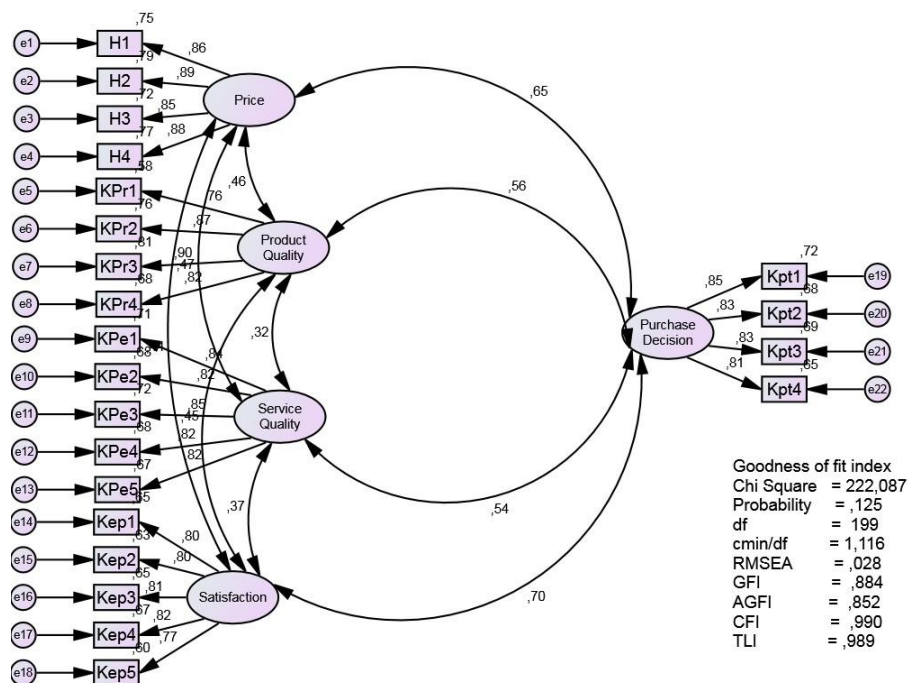 ,75
e1
H1
,86
,79
e2
H2
,89
,72
Price
e3
H3
,85
,65
,77
e4
H4
,88
,58
e5
KPr1
,76
,46
,76
,56
e6
KPr2
,87
,81
Product
Quality
e7
KPr3
,90
,47
,68
e8
KPr4
,82
,71
e9
KPe1
,32
,68
,84
e10
KPe2
,82
,72
e11
KPe3
,85
,45
Service
Quality
,68
e12
KPe4
,82
,67
e13
KPe5
,82
,65
e14
Kep1
,37
,54
,63
,80
e15
Kep2
,80
,65
e16
Kep3
,81
Satisfaction
,67
,70
e17
Kep4
,82
,60
,77
e18
Kep5
Purchase
Decision
,72
,85
Kpt1
e19
,68
,83
Kpt2
e20
,69
,83
Kpt3
e21
,65
,81
Kpt4
e22
Goodness of fit index
Chi Square = 222,087
Probability = ,125
df = 199
cmin/df = 1,116
RMSEA = ,028
GFI = ,884
AGFI = ,852
CFI = ,990
TLI = ,989